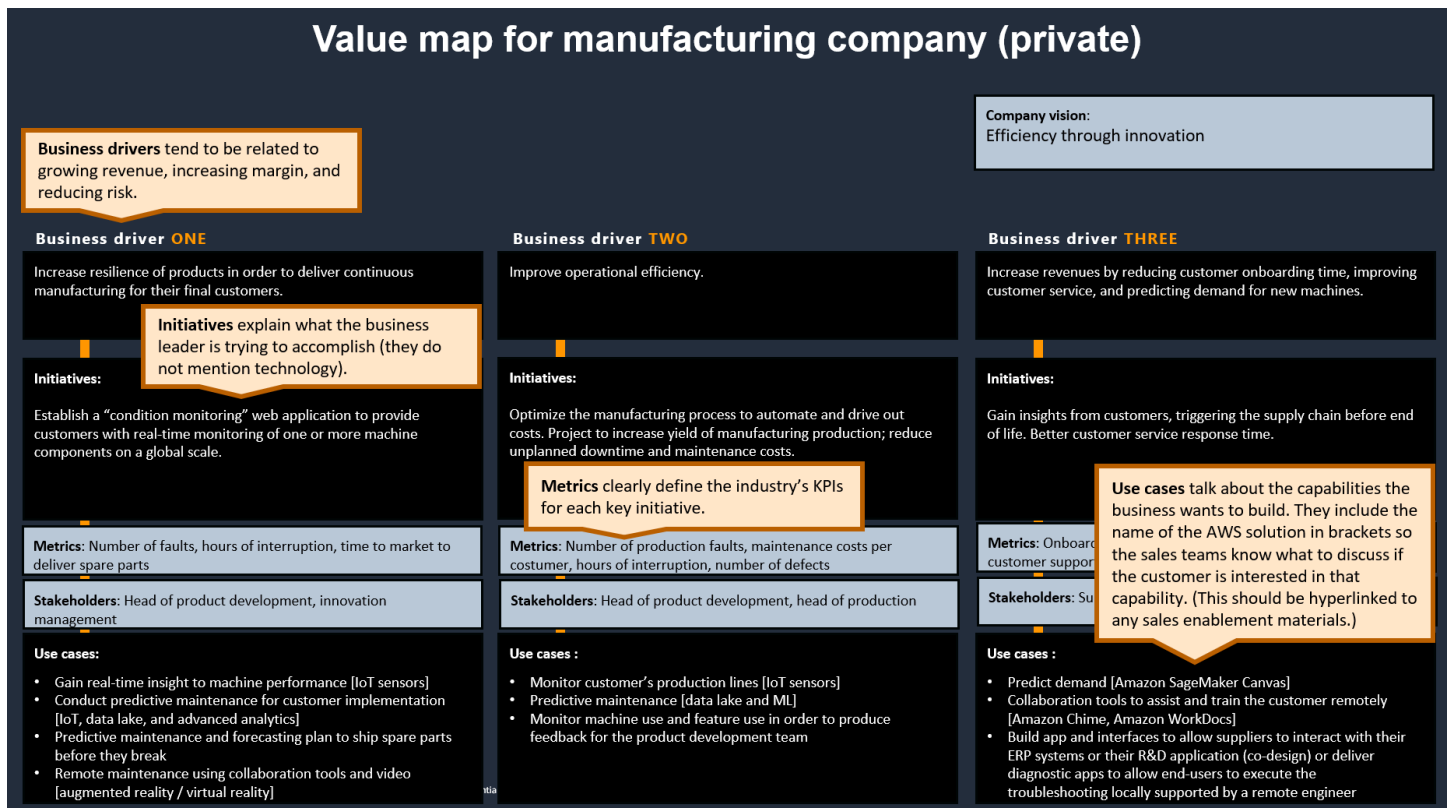 Value map for manufacturing company (private)
Company vision:
Efficiency through innovation
Business drivers tend to be related to
growing revenue, increasing margin, and
reducing risk.
Business driver ONE
Increase resilience of products in order to deliver continuous
manufacturing for their final customers.
Initiatives explain what the business
leader is trying to accomplish (they do
not mention technology).
Initiatives:
Establish a “condition monitoring” web application to provide
customers with real-time monitoring of one or more machine
components on a global scale.
Metrics: Number of faults, hours of interruption, time to market to
deliver spare parts
Stakeholders: Head of product development, innovation
management
Use cases:
• Gain real-time insight to machine performance [IoT sensors]
• Conduct predictive maintenance for customer implementation
[IoT, data lake, and advanced analytics]
• Predictive maintenance and forecasting plan to ship spare parts
before they break
• Remote maintenance using collaboration tools and video
[augmented reality / virtual reality]
Business driver TWO
Improve operational efficiency.
Initiatives:
Optimize the manufacturing process to automate and drive out
costs. Project to increase yield of manufacturing production; reduce
unplanned downtime and maintenance costs.
Metrics clearly define the industry’s KPIs
for each key initiative.
Metrics: Number of production faults, maintenance costs per
costumer, hours of interruption, number of defects
Stakeholders: Head of product development, head of production
Use cases :
• Monitor customer’s production lines [IoT sensors]
• Predictive maintenance [data lake and ML]
• Monitor machine use and feature use in order to produce
feedback for the product development team
Business driver THREE
Increase revenues by reducing customer onboarding time, improving
customer service, and predicting demand for new machines.
Initiatives:
Gain insights from customers, triggering the supply chain before end
of life. Better customer service response time.
Use cases talk about the capabilities the
business wants to build. They include the
name of the AWS solution in brackets so
the sales teams know what to discuss if
the customer is interested in that
capability. (This should be hyperlinked to
any sales enablement materials.)
Metrics:
customer
Stakeholders:
Use cases :
• Predict demand [Amazon SageMaker Canvas]
• Collaboration tools to assist and train the customer remotely
[Amazon Chime, Amazon WorkDocs]
• Build app and interfaces to allow suppliers to interact with their
ERP systems or their R&D application (co-design) or deliver
diagnostic apps to allow end-users to execute the
troubleshooting locally supported by a remote engineer